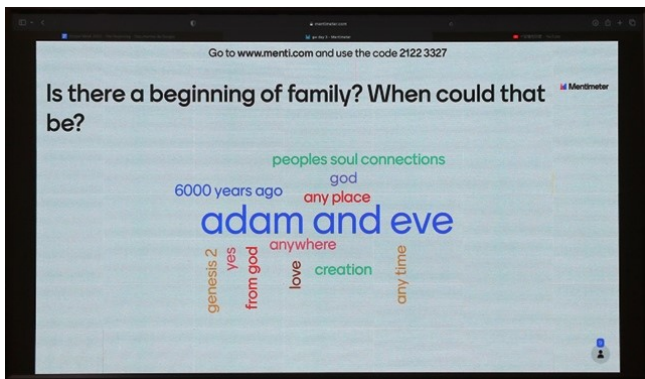 mentimeter.com
Go to www.menti.com and use the code 2122 3327
Is there a beginning of family? When could that
be?
Mentimeter
peoples soul connections
god
6000 years ago
any place
adam and eve
anywhere
genesis 2
yes
from god
love
creation
any time